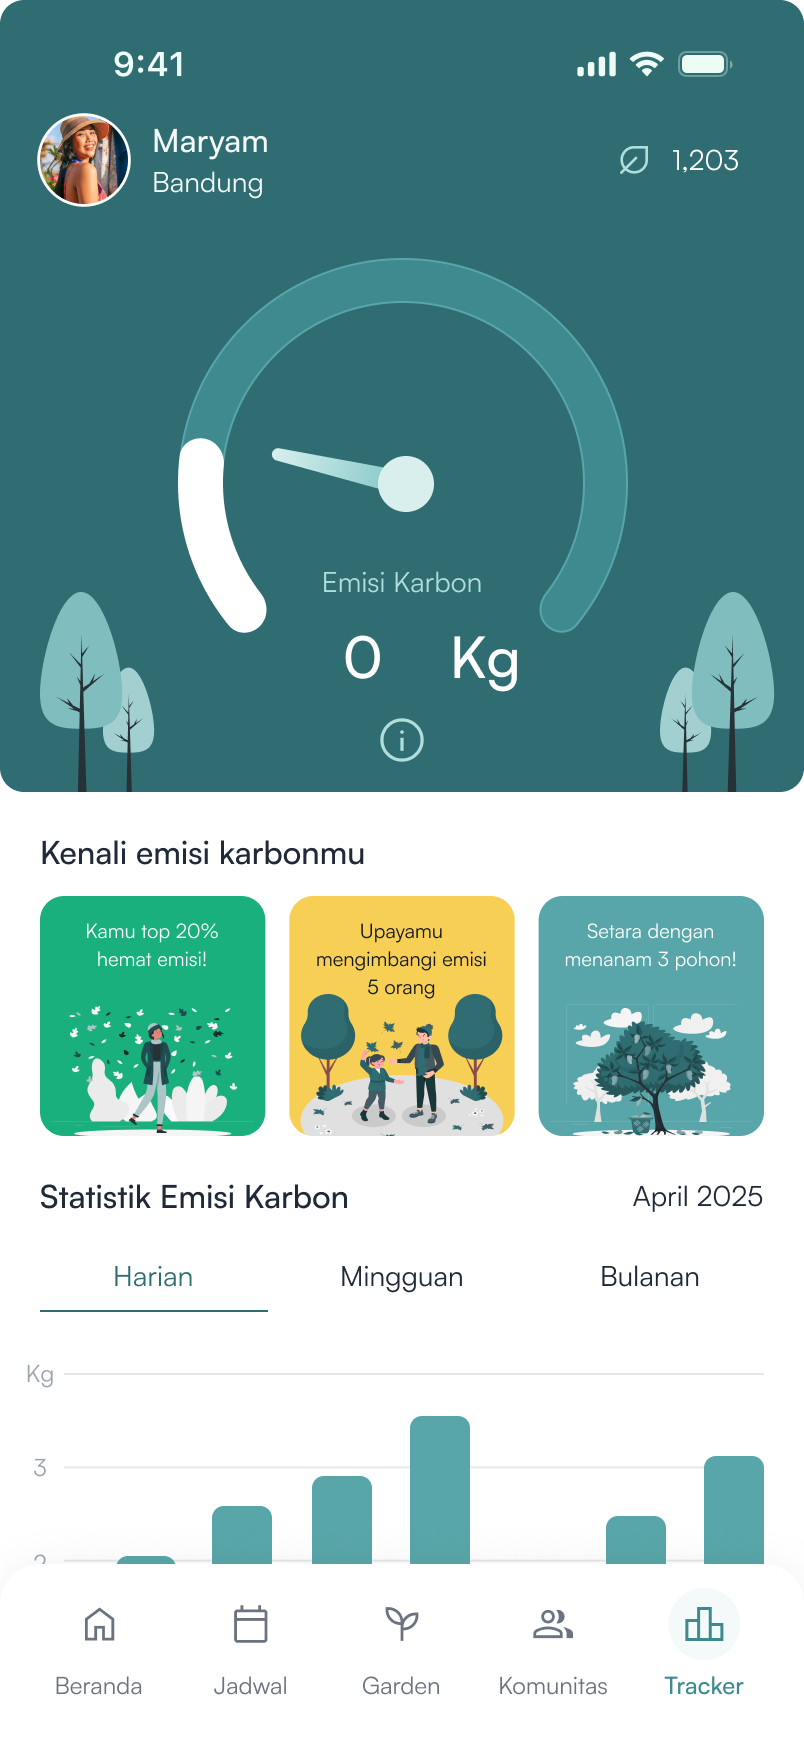 9:41
Maryam
Bandung
1,203
Emisi Karbon
0 Kg
Kenali emisi karbonmu
Kamu top 20%
hemat emisi!
Upayamu
mengimbangi emisi
5 orang
Setara dengan
menanam 3 pohon!
Statistik Emisi Karbon
April 2025
Harian
Mingguan
Bulanan
Kg
3
2
Beranda
Jadwal
Garden
Komunitas
Tracker